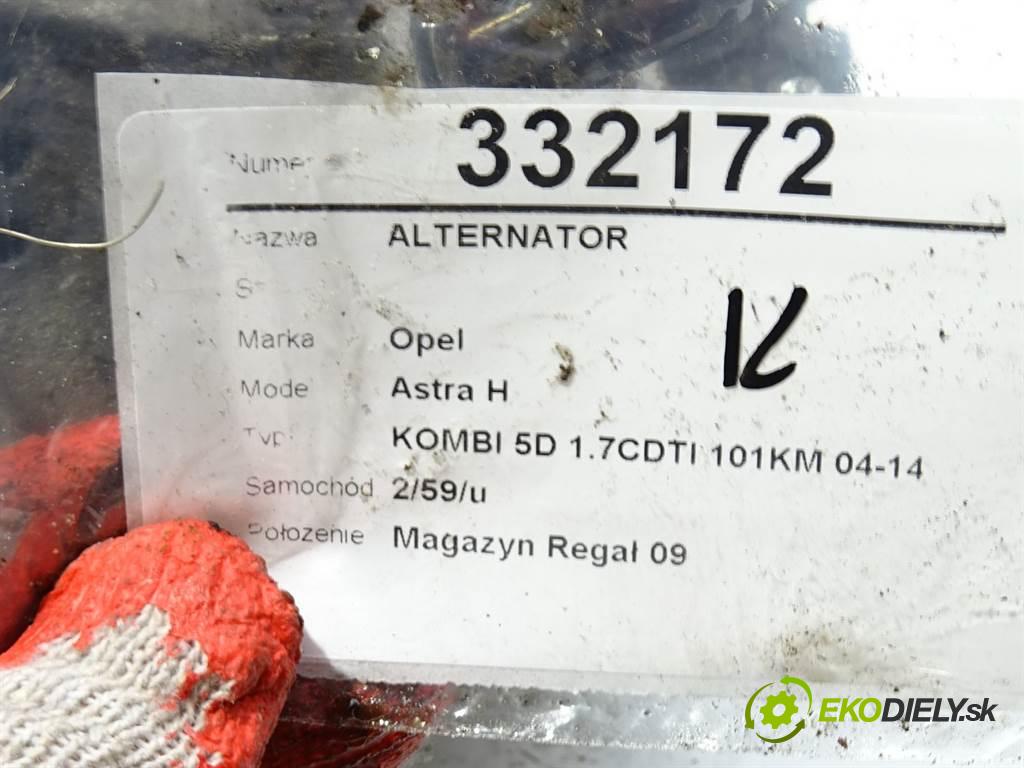 Numer 332172
Nazwa ALTERNATOR
Marka Opel
Mode Astra H
Typ KOMBI 5D 1.7CDTI 101KM 04-14
Samochód 2/59/u
Położenie Magazyn Regał 09
EKODIELY.sk